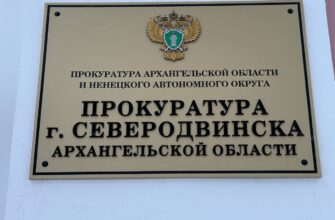 ПРОКУРАТУРА АРХАНГЕЛЬСКОЙ ОБЛАСТИ
И НЕНЕЦКОГО АВТОНОМНОГО ОКРУГА
ПРОКУРАТУРА
г. СЕВЕРОДВИНСКА
АРХАНГЕЛЬСКОЙ ОБЛАСТИ